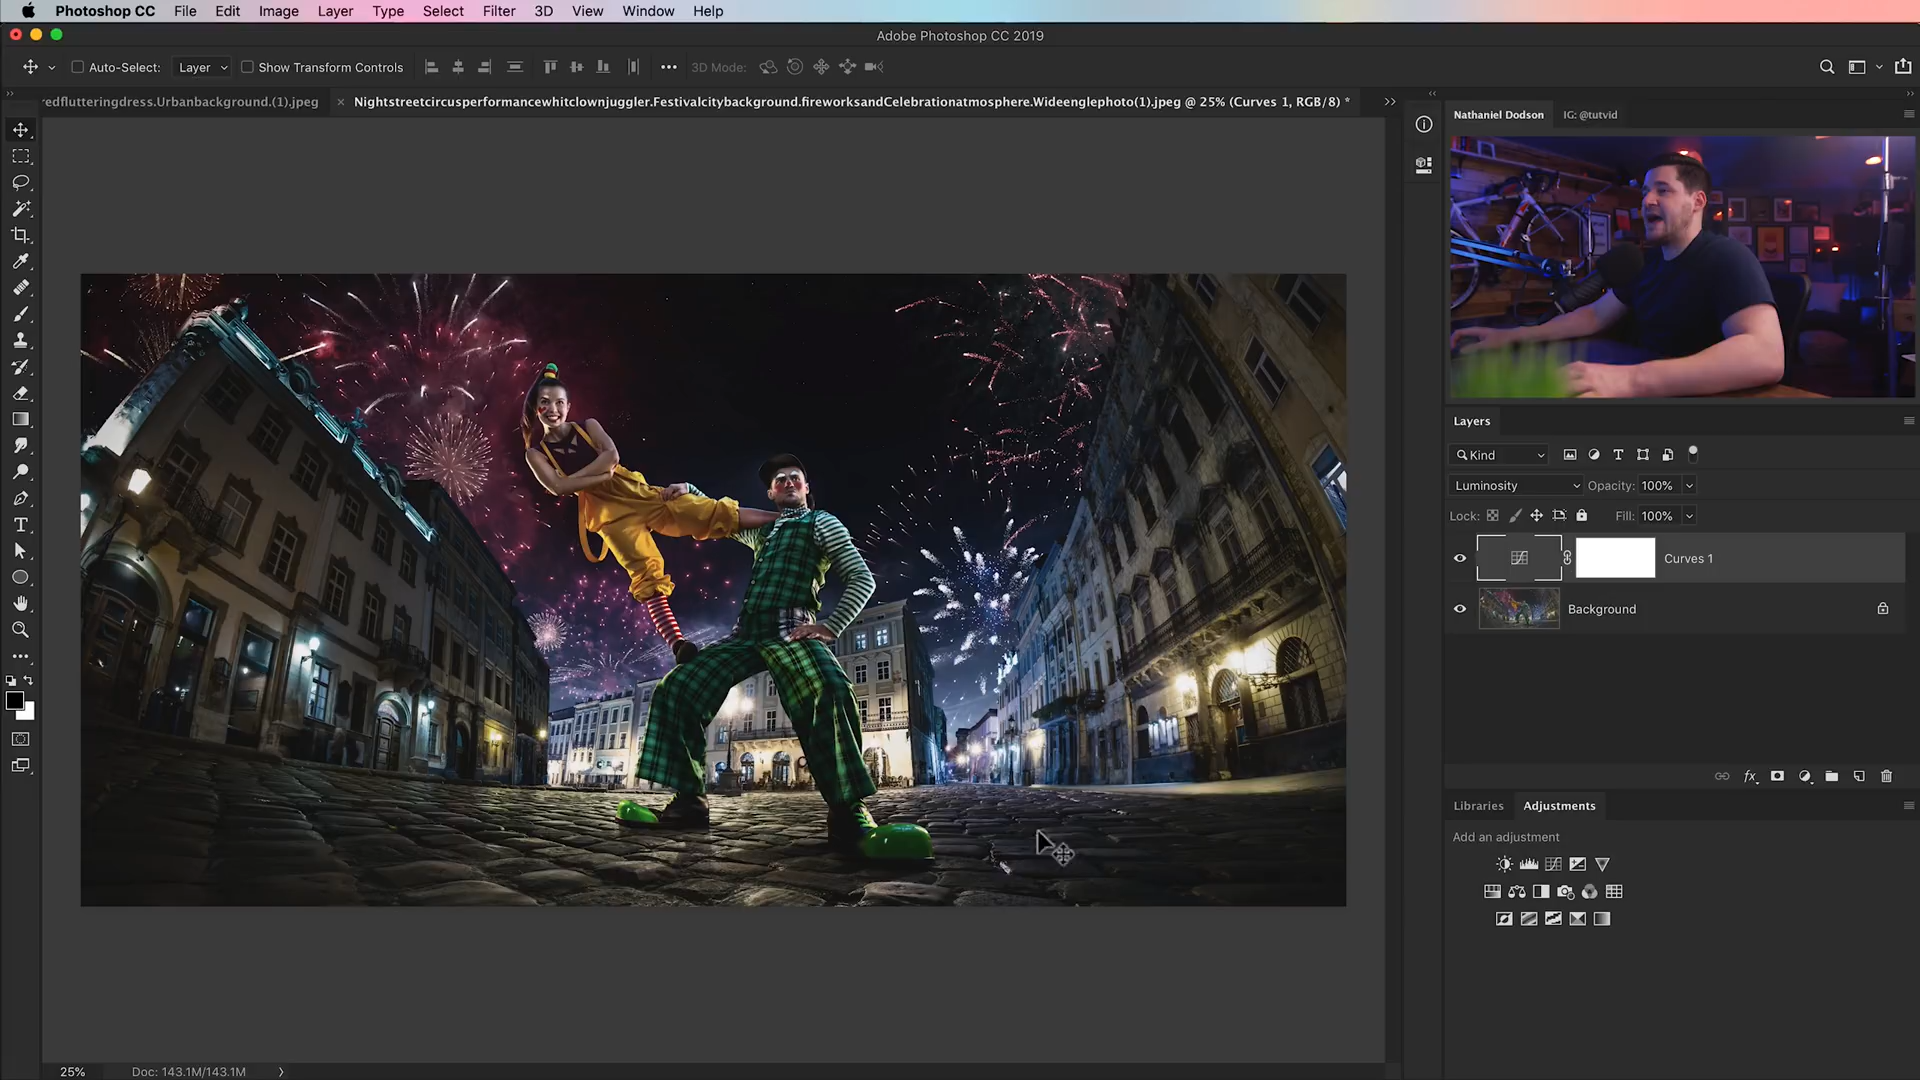 Photoshop CC File Edit Image Layer Type Select Filter 3D View Window Help
Adobe Photoshop CC 2019
Auto-Select: Layer Show Transform Controls 3D Mode:
redflutteringdress.Urbanbackground.(1).jpeg
Nightstreetcircusperformancewhitclownjuggler.Festivalcitybackground.fireworksandCelebrationatmosphere.Wideenglephoto(1).jpeg @ 25% (Curves 1, RGB/8) *
Nathaniel Dodson IG: @tutvid
Layers
Kind
Luminosity Opacity: 100%
Lock: Fill: 100%
Curves 1
Background
Libraries Adjustments
Add an adjustment
25% Doc: 143.1M/143.1M